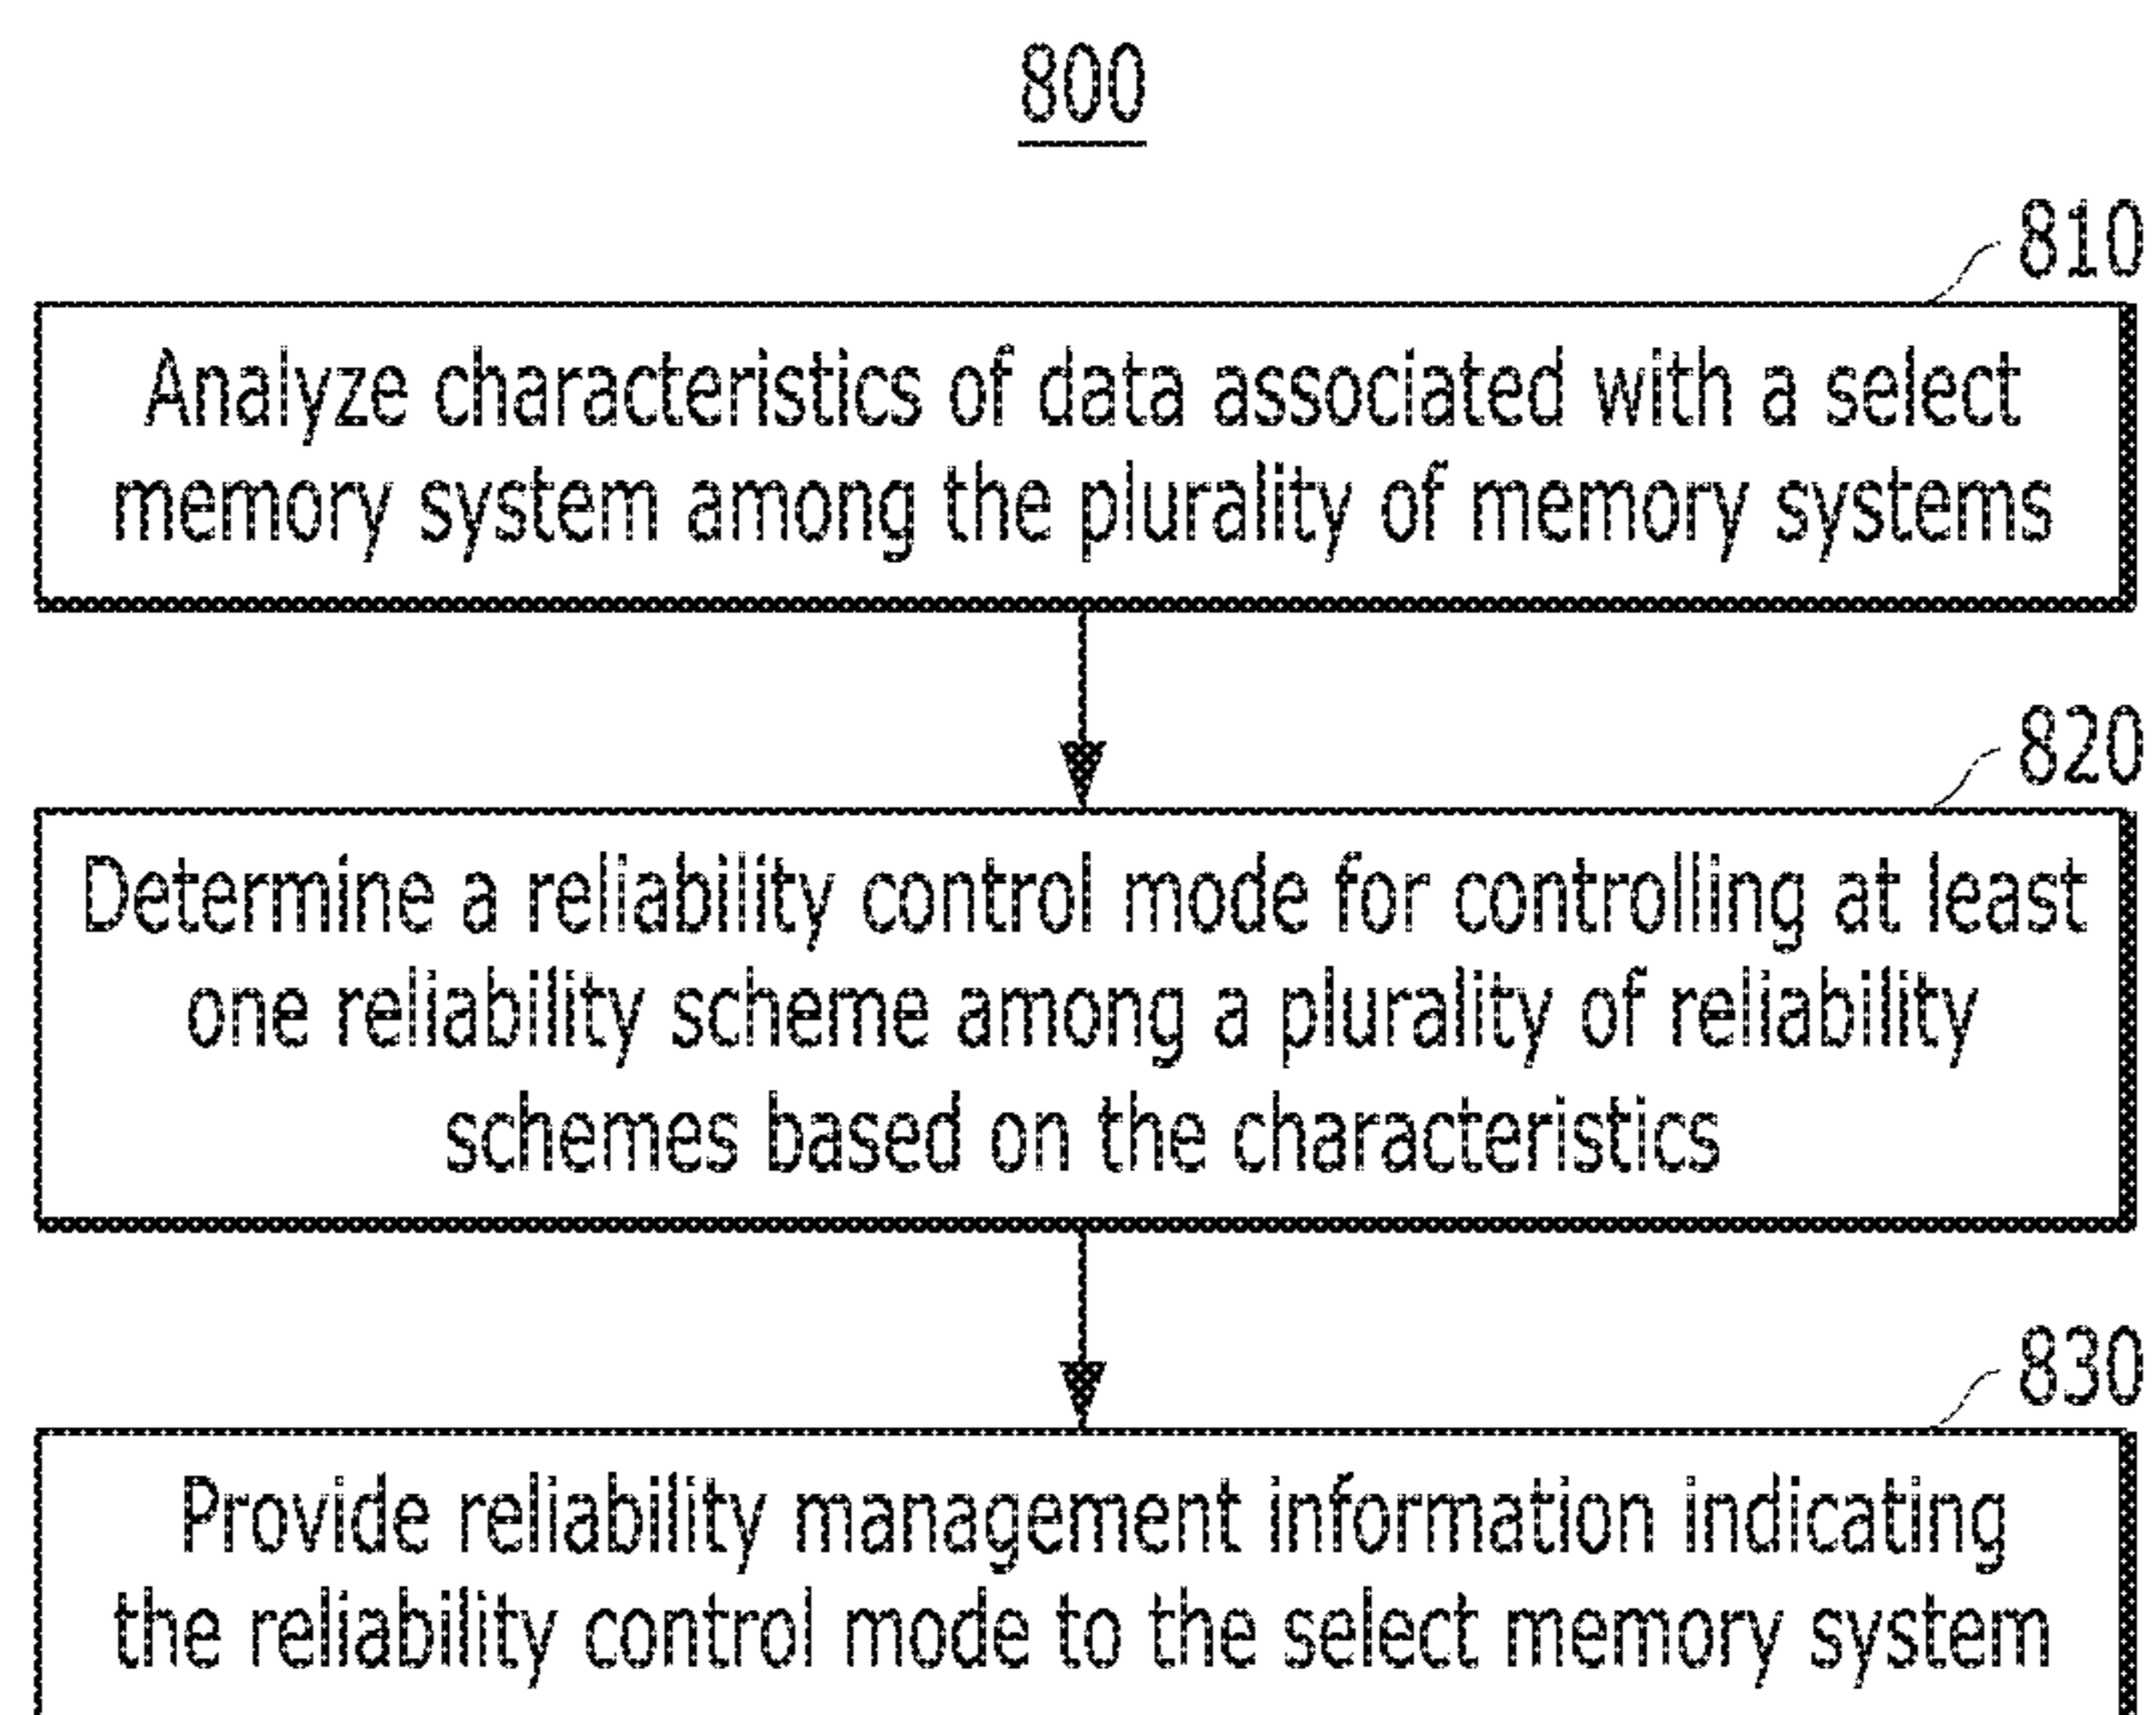 800
810
Analyze characteristics of data associated with a select
memory system among the plurality of memory systems
820
Determine a reliability control mode for controlling at least
one reliability scheme among a plurality of reliability
schemes based on the characteristics
830
Provide reliability management information indicating
the reliability control mode to the select memory system